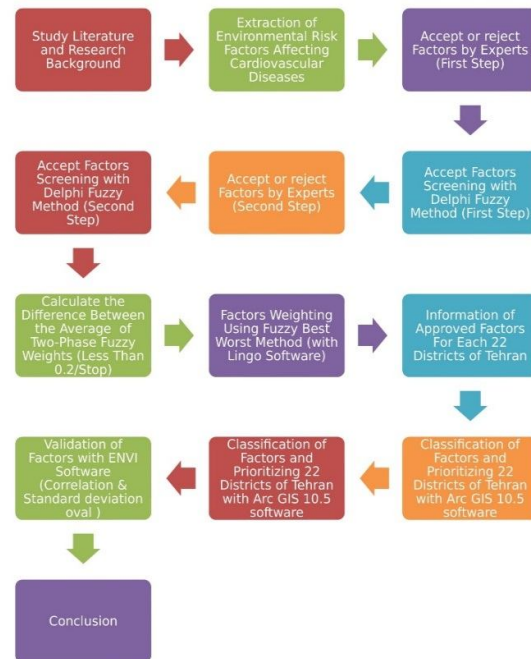 Study Literature
and Research
Background
Extraction of
Environmental Risk
Factors Affecting
Cardiovascular
Diseases
Accept or reject
Factors by Experts
(First Step)
Accept Factors
Screening with
Delphi Fuzzy
Method (First Step)
Accept or reject
Factors by Experts
(Second Step)
Accept Factors
Screening with
Delphi Fuzzy
Method (Second
Step)
Calculate the
Difference Between
the Average of
Two-Phase Fuzzy
Weights (Less Than
0.2/Stop)
Factors Weighting
Using Fuzzy Best
Worst Method (with
Lingo Software)
Information of
Approved Factors
For Each 22
Districts of Tehran
Classification of
Factors and
Prioritizing 22
Districts of Tehran
with Arc GIS 10.5
software
Classification of
Factors and
Prioritizing 22
Districts of Tehran
with Arc GIS 10.5
software
Validation of
Factors with ENVI
Software
(Correlation &
Standard deviation
oval )
Conclusion